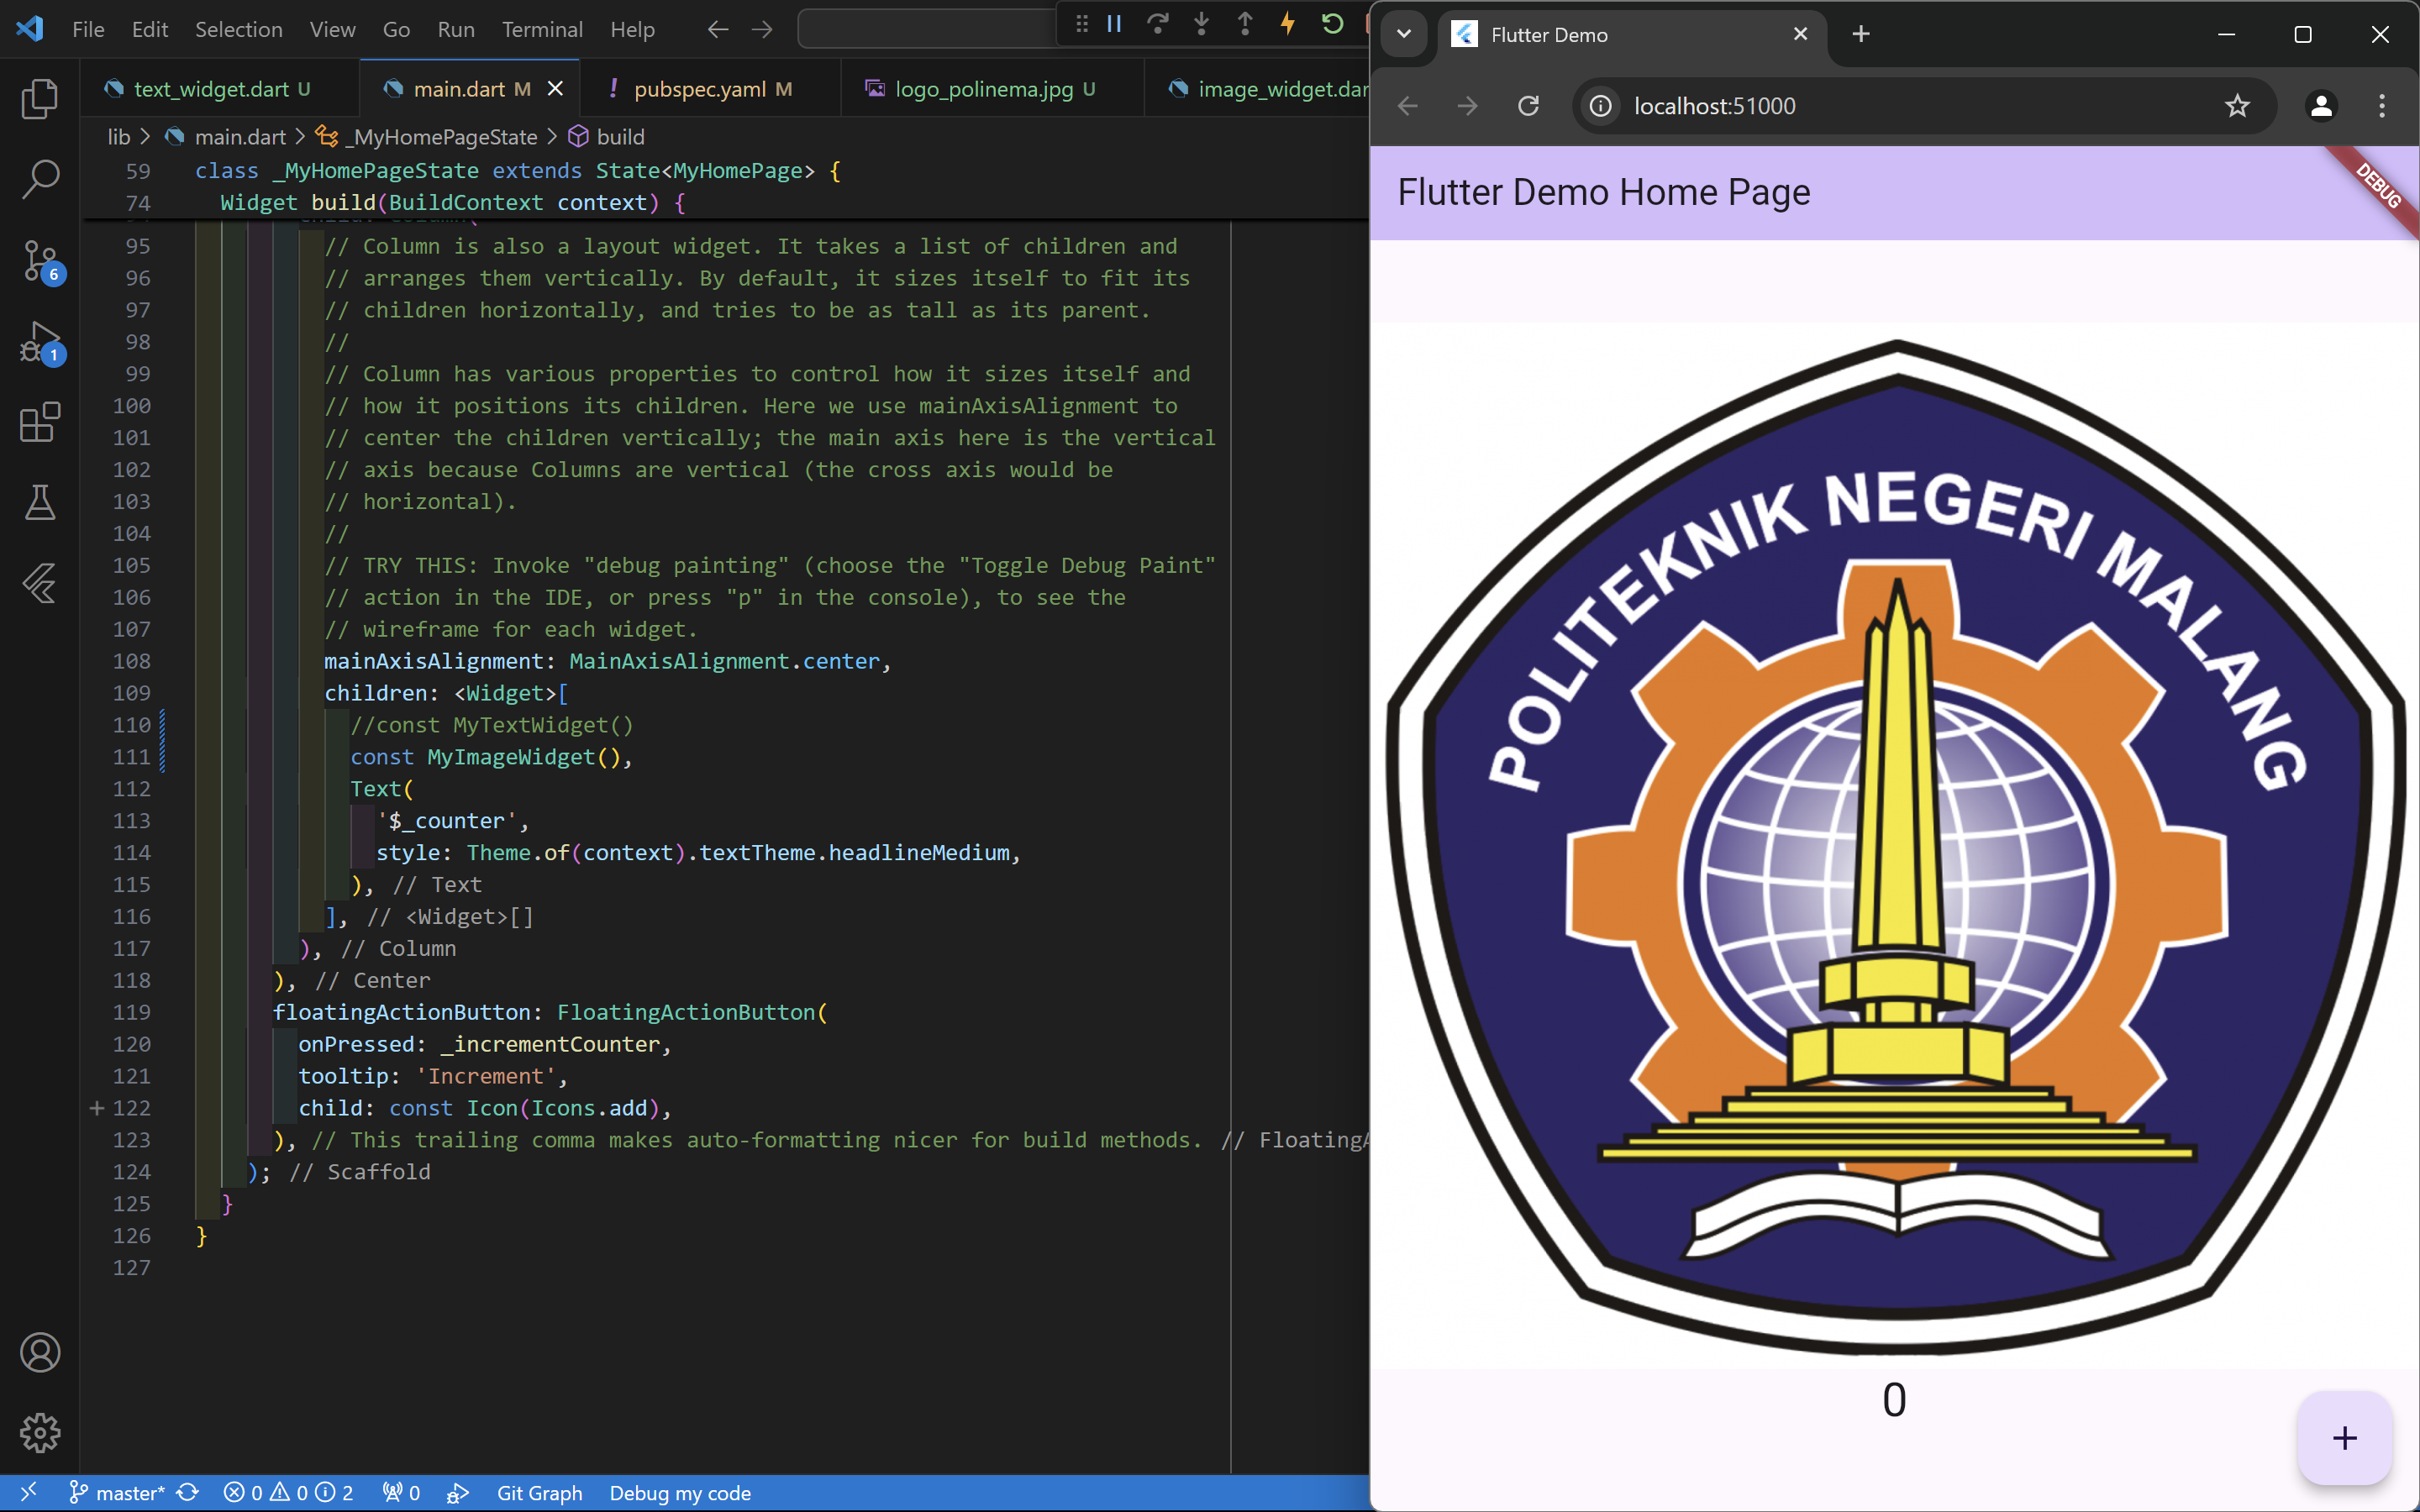 File Edit Selection View Go Run Terminal Help
text_widget.dart U
main.dart M
pubspec.yaml M
logo_polinema.jpg U
image_widget.dar
lib > main.dart > _MyHomePageState > build
59 class _MyHomePageState extends State<MyHomePage> {
74 Widget build(BuildContext context) {
95 // Column is also a layout widget. It takes a list of children and
96 // arranges them vertically. By default, it sizes itself to fit its
97 // children horizontally, and tries to be as tall as its parent.
98 //
99 // Column has various properties to control how it sizes itself and
100 // how it positions its children. Here we use mainAxisAlignment to
101 // center the children vertically; the main axis here is the vertical
102 // axis because Columns are vertical (the cross axis would be
103 // horizontal).
104 //
105 // TRY THIS: Invoke "debug painting" (choose the "Toggle Debug Paint"
106 // action in the IDE, or press "p" in the console), to see the
107 // wireframe for each widget.
108 mainAxisAlignment: MainAxisAlignment.center,
109 children: <Widget>[
110 //const MyTextWidget()
111 const MyImageWidget(),
112 Text(
113 '$_counter',
114 style: Theme.of(context).textTheme.headlineMedium,
115 ), // Text
116 ], // <Widget>[]
117 ), // Column
118 ), // Center
119 floatingActionButton: FloatingActionButton(
120 onPressed: _incrementCounter,
121 tooltip: 'Increment',
122 child: const Icon(Icons.add),
123 ), // This trailing comma makes auto-formatting nicer for build methods. // Floating
124 ); // Scaffold
125 }
126 }
127
6
1
master* 0 0 2 0 Git Graph Debug my code
Flutter Demo
localhost:51000
Flutter Demo Home Page
DEBUG
POLITEKNIK NEGERI MALANG
0
+